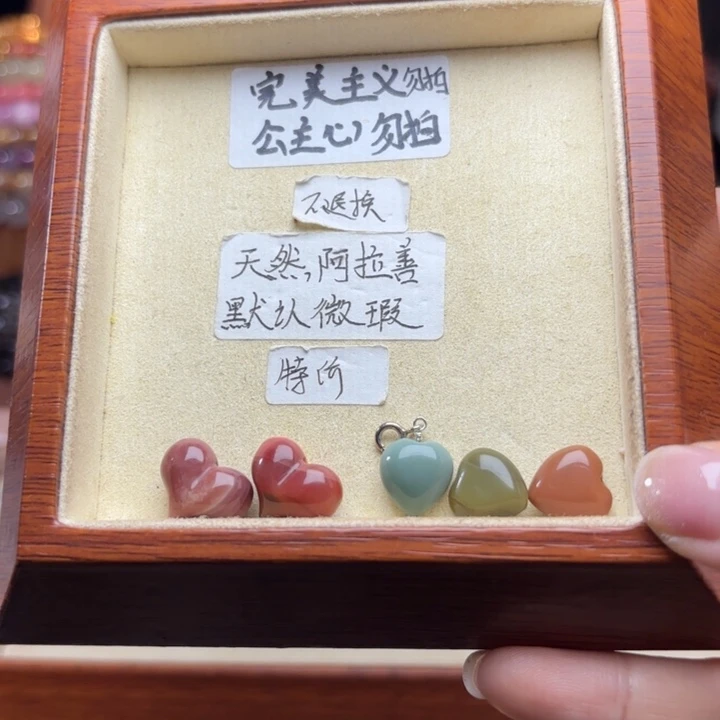 完美主义勿拍
公主心勿拍
不退换
天然,阿拉善
默认微瑕
特价